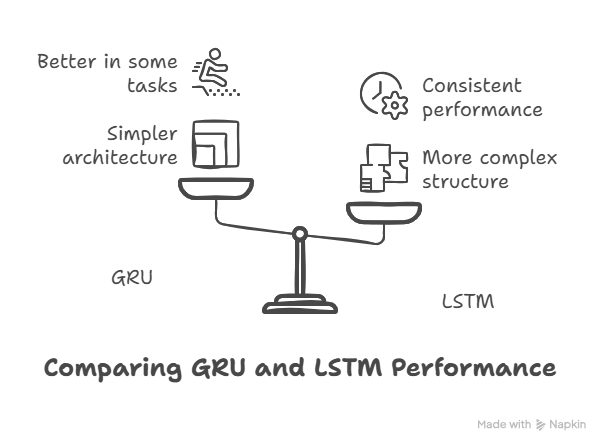 Better in some
tasks
Simpler
architecture
Consistent
performance
More complex
structure
GRU
LSTM
Comparing GRU and LSTM Performance
Made with Napkin